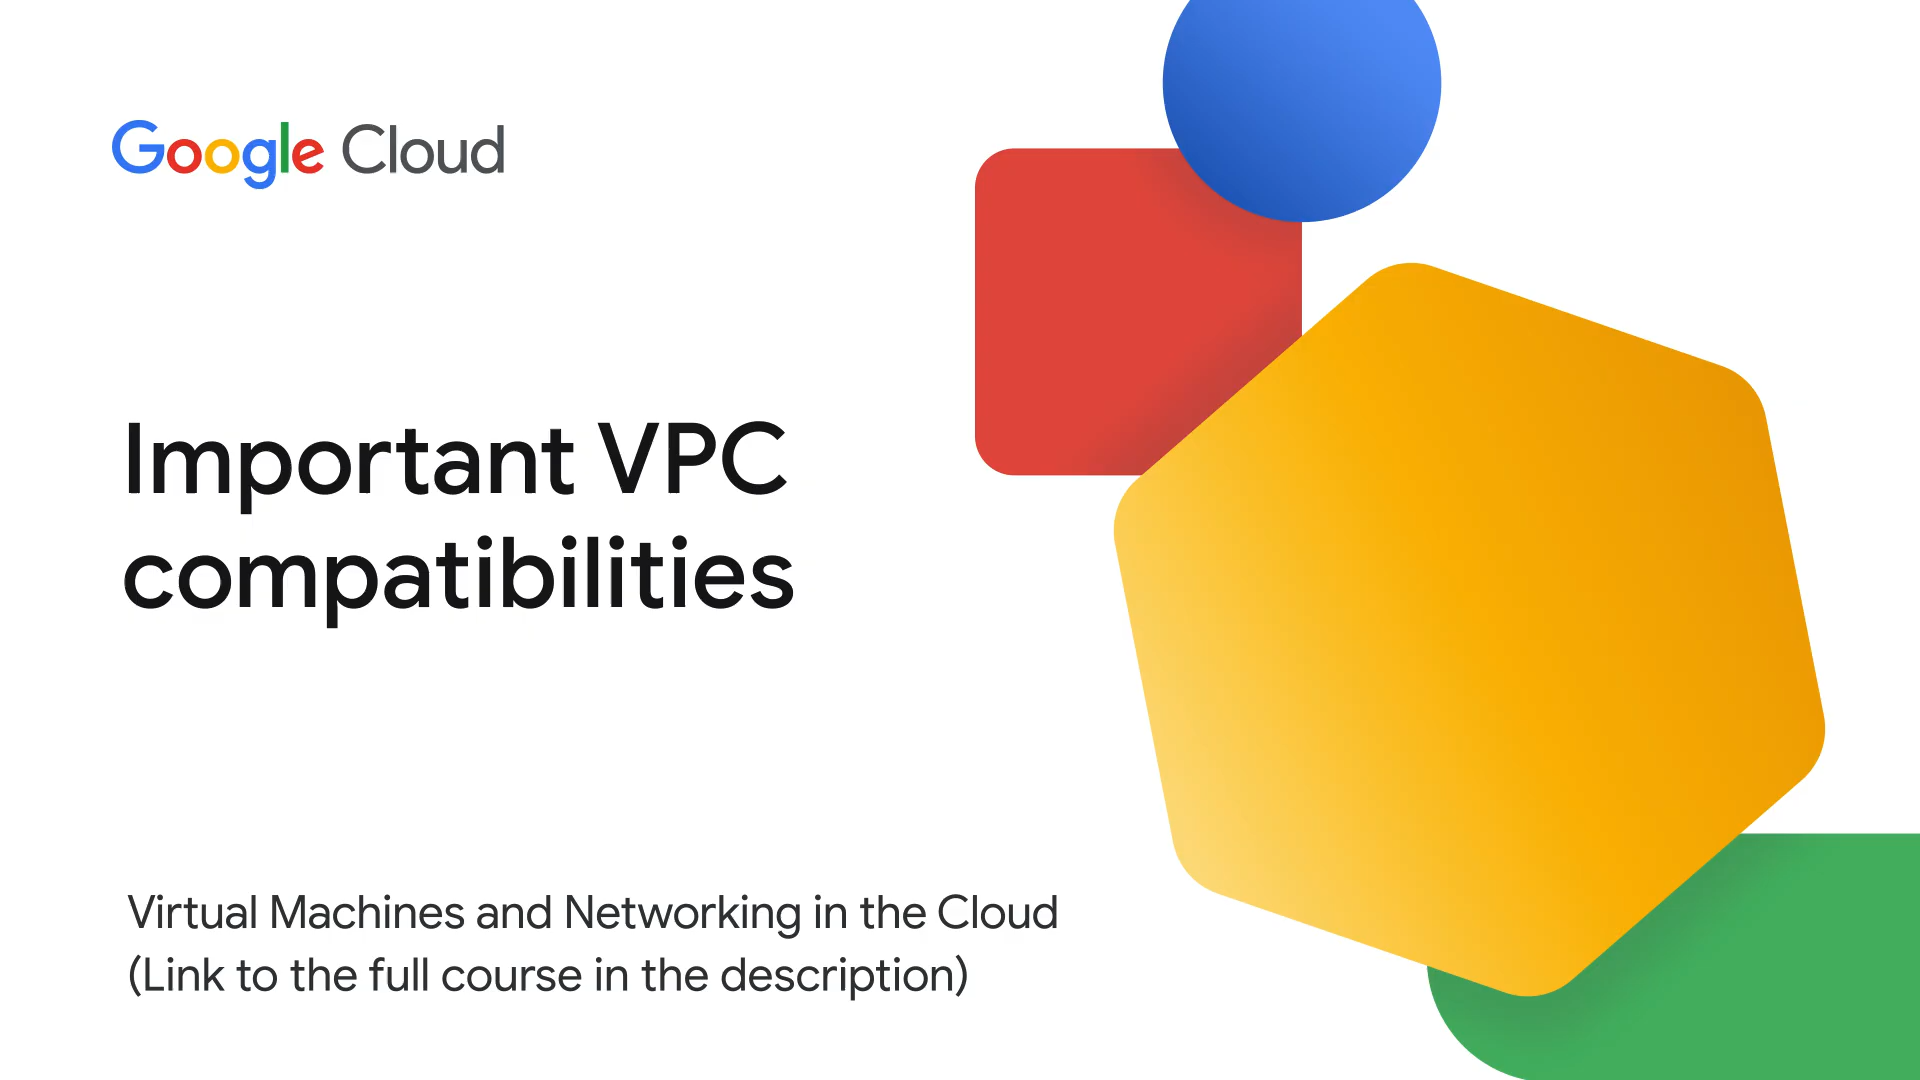 Google Cloud
Important VPC
compatibilities
Virtual Machines and Networking in the Cloud
(Link to the full course in the description)